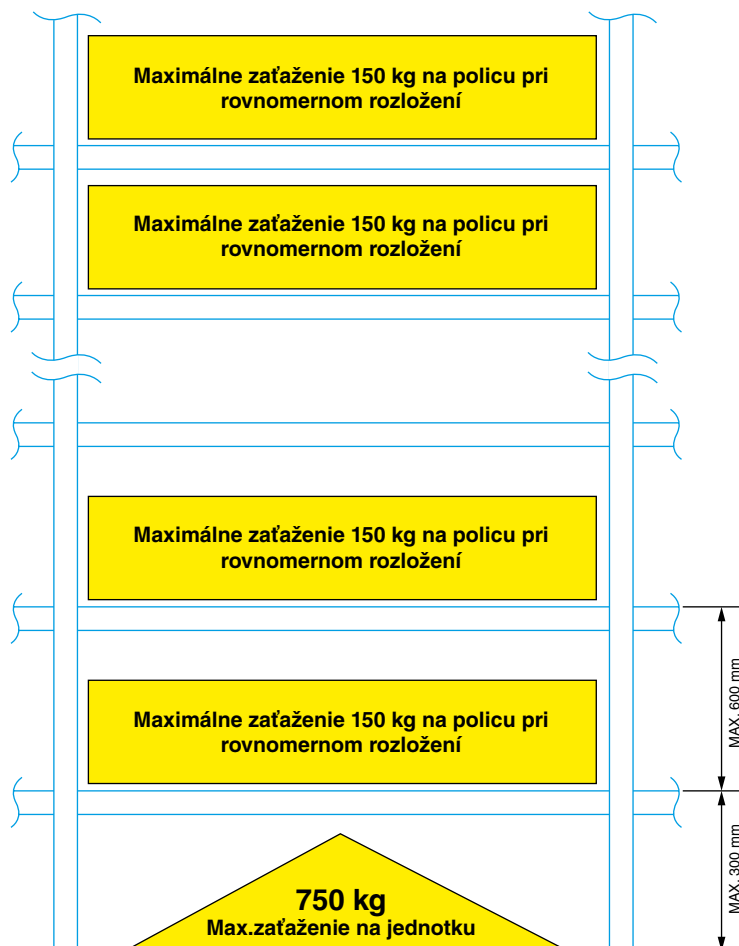 Maximálne zaťaženie 150 kg na policu pri
rovnomernom rozložení
Maximálne zaťaženie 150 kg na policu pri
rovnomernom rozložení
Maximálne zaťaženie 150 kg na policu pri
rovnomernom rozložení
Maximálne zaťaženie 150 kg na policu pri
rovnomernom rozložení
MAX. 600 mm
MAX. 300 mm
750 kg
Max.zaťaženie na jednotku